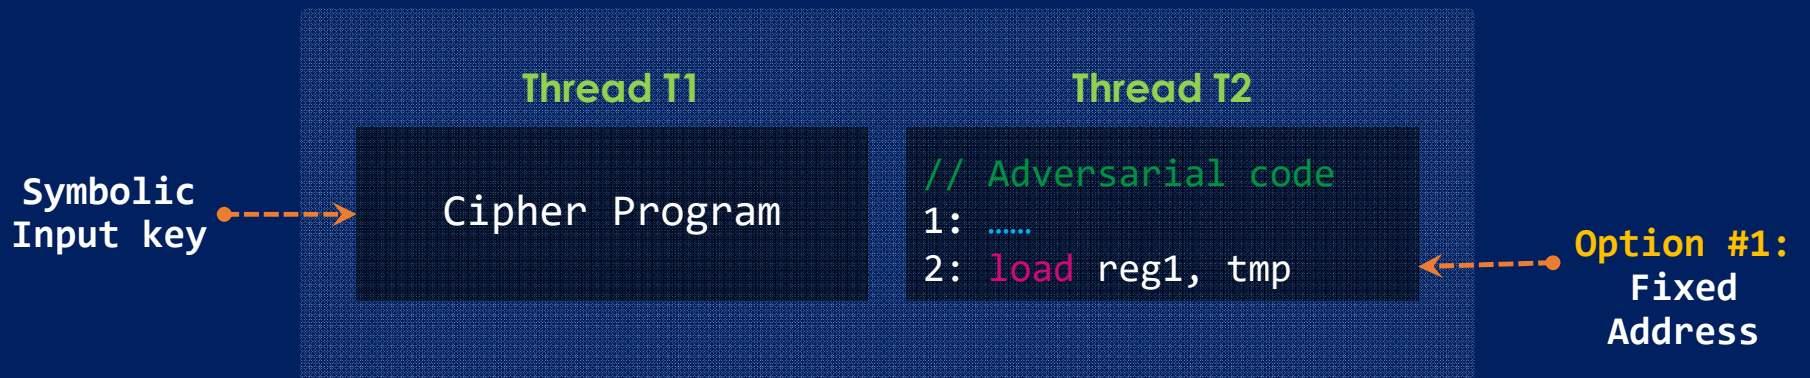 Thread T1
Thread T2
Symbolic
Input key
Cipher Program
// Adversarial code
1: ……
2: load reg1, tmp
Option #1:
Fixed
Address